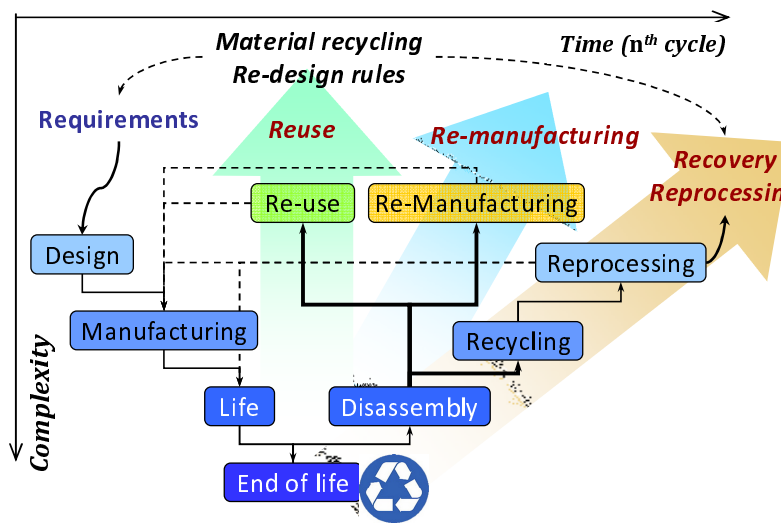 Material recycling
Re-design rules
Time (nth cycle)
Requirements
Reuse
Re-manufacturing
Recovery
Reprocessin
Re-use
Re-Manufacturing
Design
Reprocessing
Manufacturing
Recycling
Complexity
Life
Disassembly
End of life